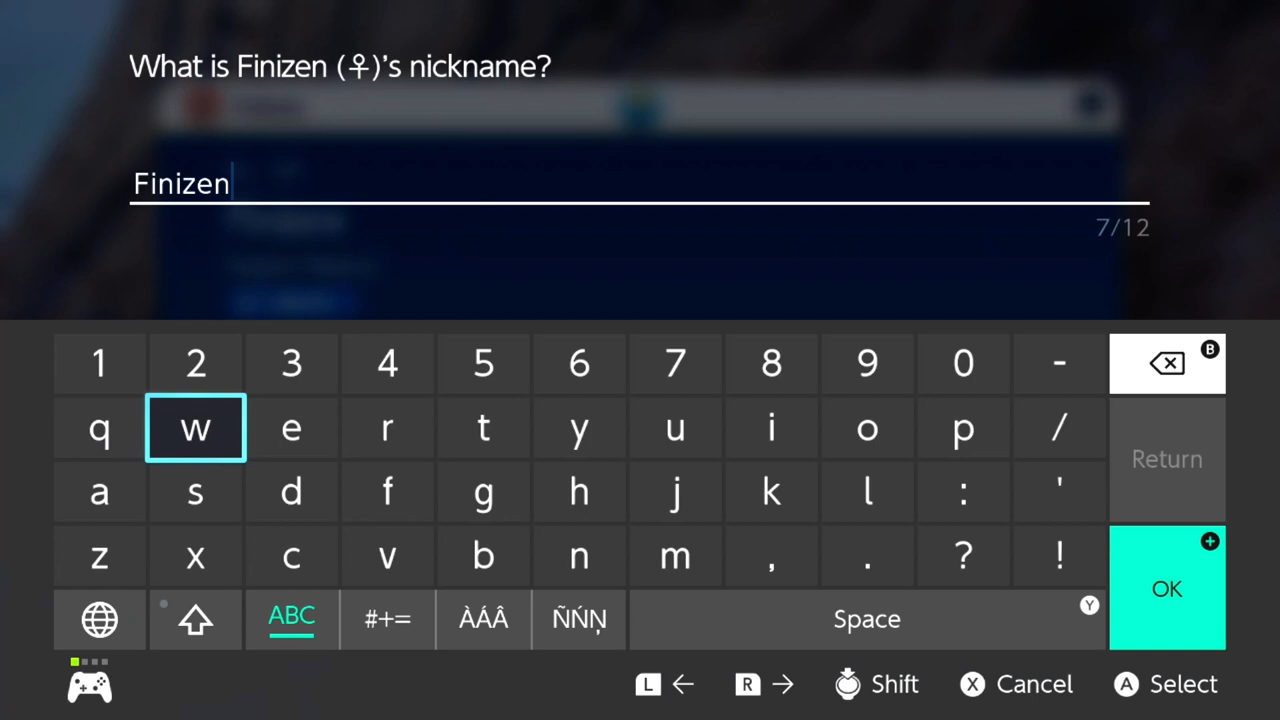 What is Finizen (♀)'s nickname?
Finizen
7/12
1 2 3 4 5 6 7 8 9 0 -
q w e r t y u i o p /
Return
a s d f g h j k l : '
z x c v b n m , . ? !
OK
ABC #+= ÀÁÂ ÑŃŅ Space
L ← R → Shift X Cancel A Select
B
+
Y